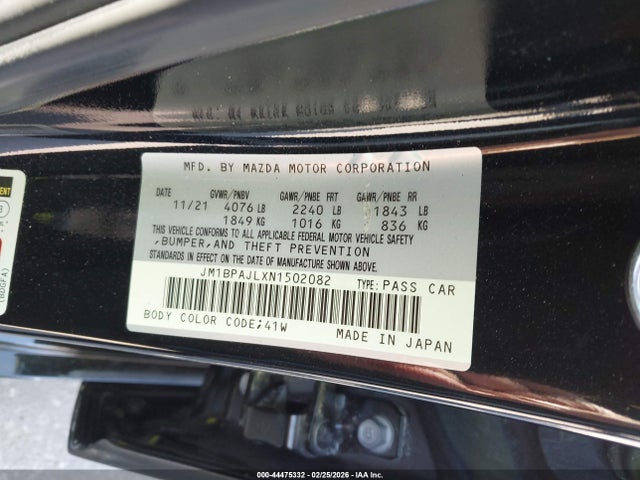 MFD. BY MAZDA MOTOR CORPORATION
DATE GVWR/PNBV GAWR/PNBE FRT GAWR/PNBE RR
11/21 4076 LB 2240 LB 1843 LB
1849 KG 1016 KG 836 KG
THIS VEHICLE CONFORMS TO ALL APPLICABLE FEDERAL MOTOR VEHICLE SAFETY
,BUMPER,AND THEFT PREVENTION
STANDARDS IN EFFECT ON THE DATE OF MANUFACTURE SHOWN ABOVE.
JM1BPAJLXN1502082 TYPE: PASS CAR
BODY COLOR CODE;41W MADE IN JAPAN
(BDGFA)
000-44475332 - 02/25/2026 - IAAC.com